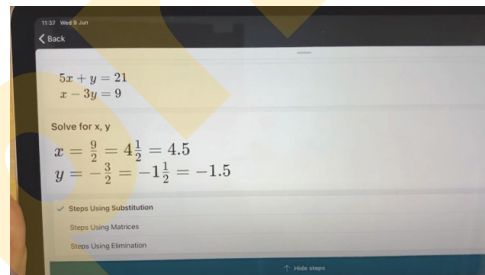 11:37 Wed 9 Jun
Back
5x + y = 21
x − 3y = 9
Solve for x, y
x = 9/2 = 4 1/2 = 4.5
y = − 3/2 = −1 1/2 = −1.5
✓ Steps Using Substitution
Steps Using Matrices
Steps Using Elimination
↑ Hide steps